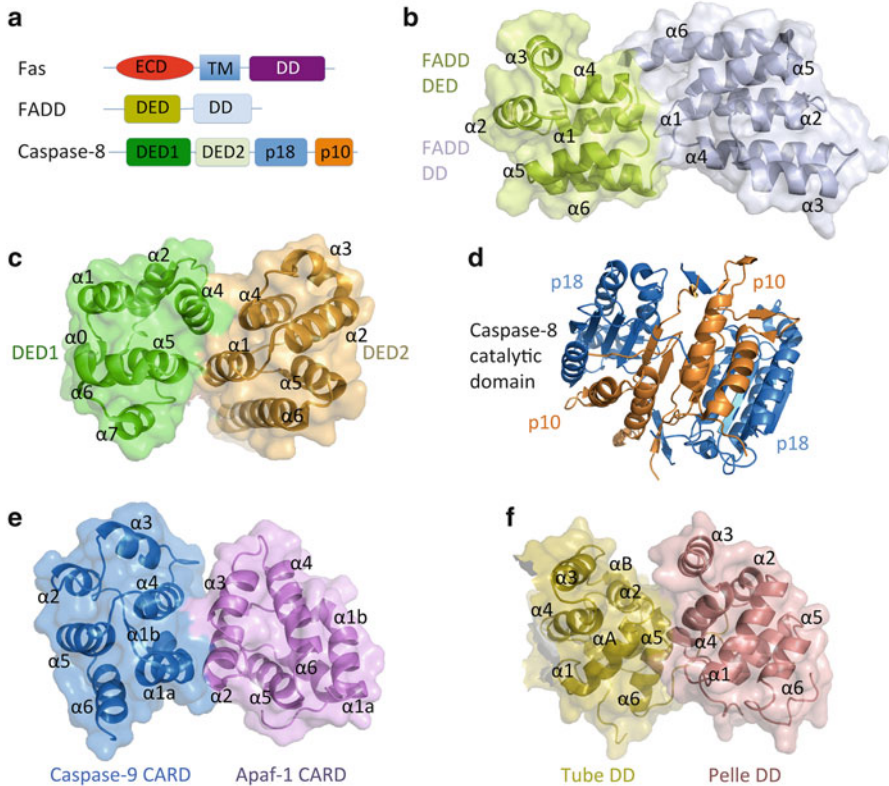 a
Fas ECD TM DD
FADD DED DD
Caspase-8 DED1 DED2 p18 p10
b
FADD
DED
FADD
DD
α3
α4
α2
α1
α5
α6
α6
α5
α1
α2
α4
α3
c
DED1
DED2
α2
α1
α4
α0
α5
α6
α7
α3
α4
α2
α1
α5
α6
d
p18
p10
Caspase-8
catalytic
domain
p10
p18
e
α3
α2
α4
α1b
α5
α1a
α6
α3
α4
α1b
α6
α2
α5
α1a
Caspase-9 CARD
Apaf-1 CARD
f
αB
α3
α2
α4
αA
α5
α1
α6
α3
α2
α5
α4
α1
α6
Tube DD
Pelle DD